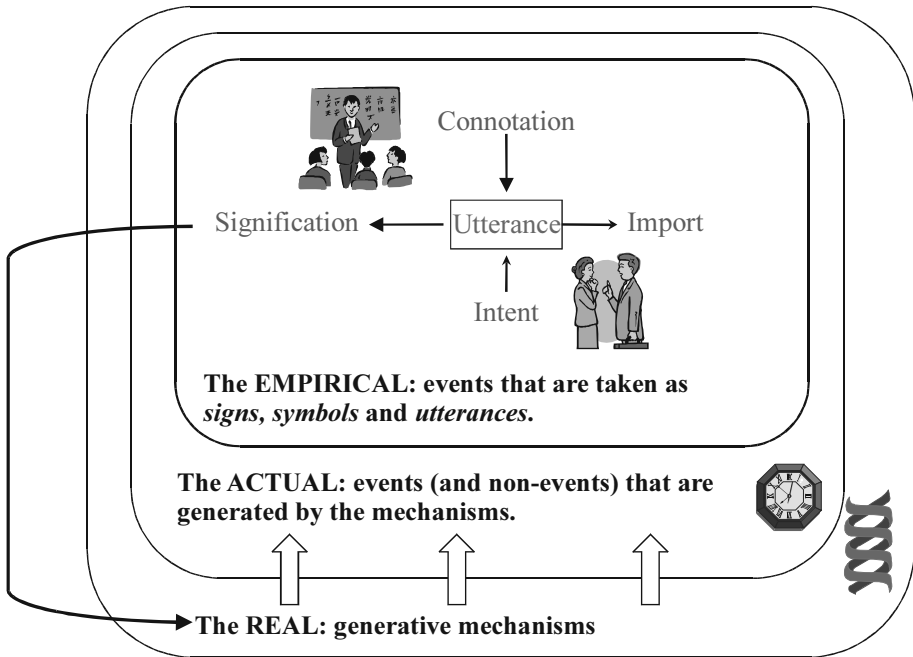 Connotation
Signification
Utterance
Import
Intent
The EMPIRICAL: events that are taken as
signs, symbols and utterances.
The ACTUAL: events (and non-events) that are
generated by the mechanisms.
The REAL: generative mechanisms